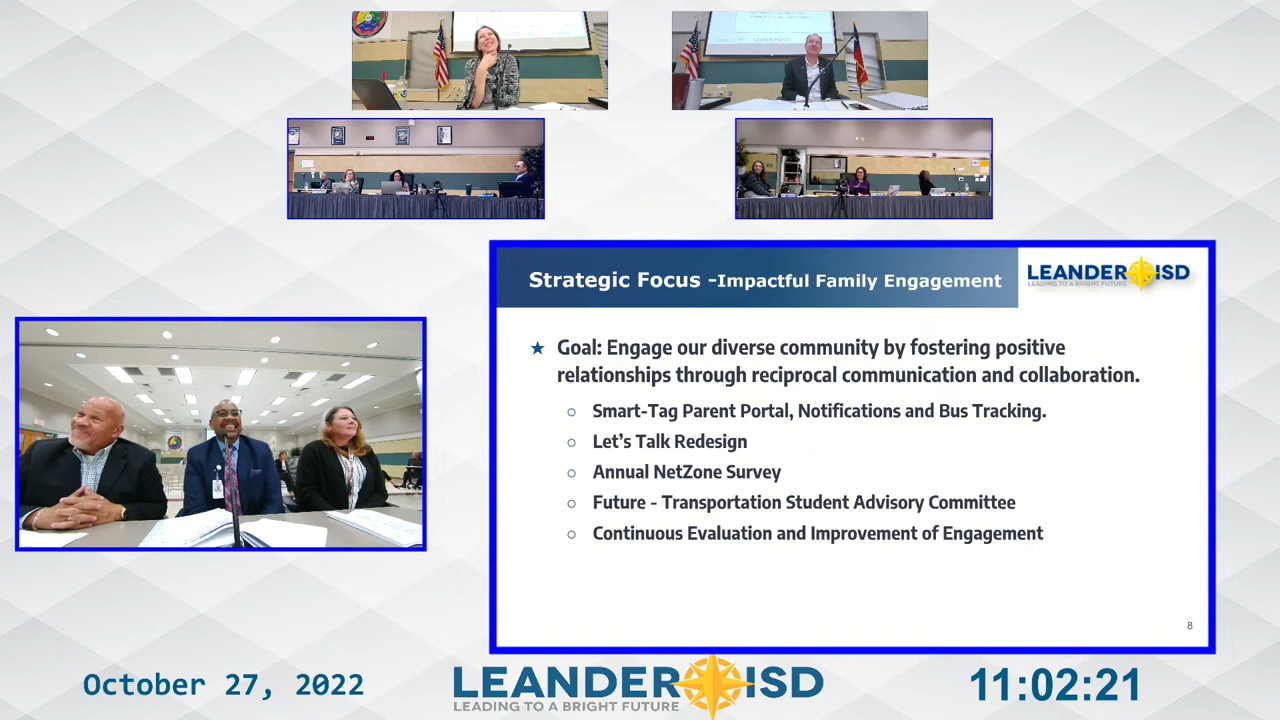 Strategic Focus -Impactful Family Engagement
LEANDER ISD
LEADING TO A BRIGHT FUTURE
★ Goal: Engage our diverse community by fostering positive
relationships through reciprocal communication and collaboration.
○ Smart-Tag Parent Portal, Notifications and Bus Tracking.
○ Let's Talk Redesign
○ Annual NetZone Survey
○ Future - Transportation Student Advisory Committee
○ Continuous Evaluation and Improvement of Engagement
8
October 27, 2022
LEANDER ISD
LEADING TO A BRIGHT FUTURE
11:02:21